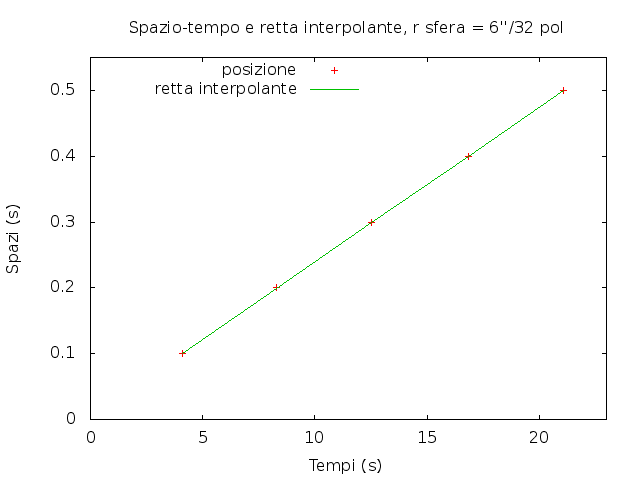 Spazio-tempo e retta interpolante, r sfera = 6"/32 pol
posizione
retta interpolante
0.5
0.4
0.3
0.2
0.1
0
Spazi (s)
0 5 10 15 20
Tempi (s)